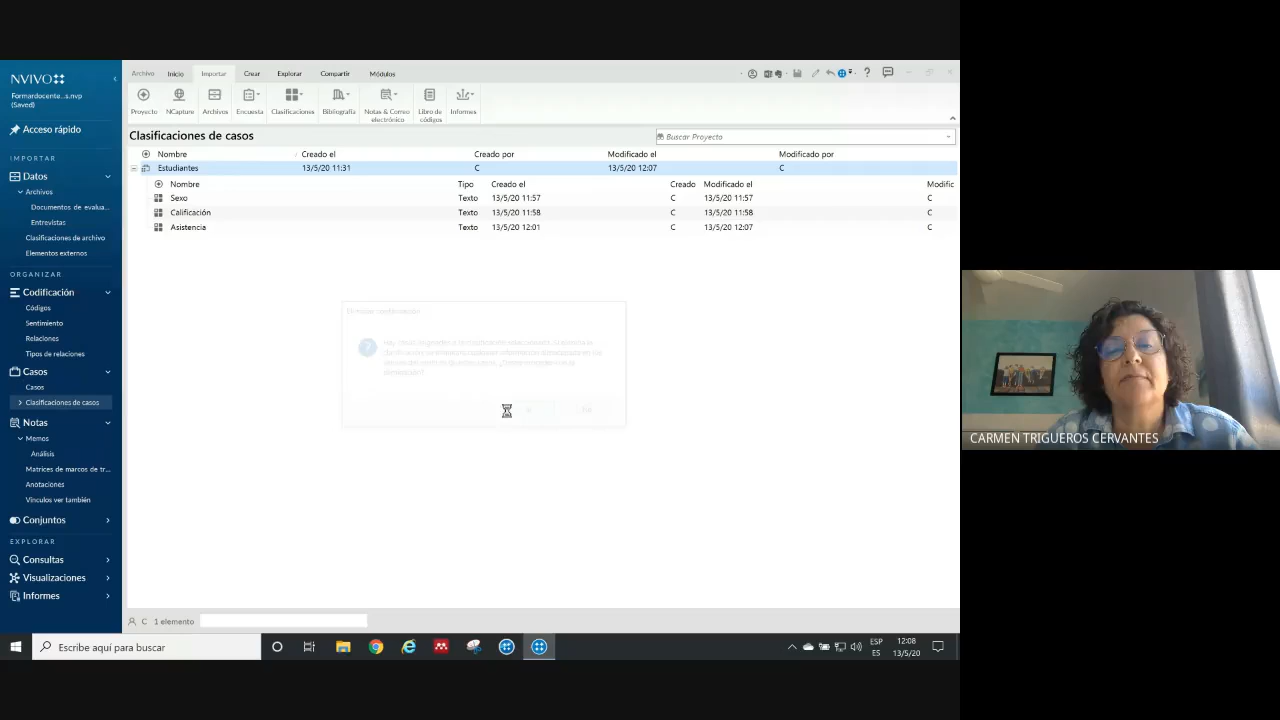 NVIVO
Formardocente...s.nvp
(Saved)
Acceso rápido
IMPORTAR
Datos
Archivos
Documentos de evalua...
Entrevistas
Clasificaciones de archivo
Elementos externos
ORGANIZAR
Codificación
Códigos
Sentimiento
Relaciones
Tipos de relaciones
Casos
Casos
Clasificaciones de casos
Notas
Memos
Análisis
Matrices de marcos de tr...
Anotaciones
Vínculos ver también
Conjuntos
EXPLORAR
Consultas
Visualizaciones
Informes
Archivo Inicio Importar Crear Explorar Compartir Módulos
Proyecto NCapture Archivos Encuesta Clasificaciones Bibliografía Notas & Correo electrónico Libro de códigos Informes
Clasificaciones de casos
Buscar Proyecto
Nombre Creado el Creado por Modificado el Modificado por
Estudiantes 13/5/20 11:31 C 13/5/20 12:07 C
Nombre Tipo Creado el Creado Modificado el Modific
Sexo Texto 13/5/20 11:57 C 13/5/20 11:57 C
Calificación Texto 13/5/20 11:58 C 13/5/20 11:58 C
Asistencia Texto 13/5/20 12:01 C 13/5/20 12:07 C
C 1 elemento
Escribe aquí para buscar
ESP
ES
12:08
13/5/20
CARMEN TRIGUEROS CERVANTES